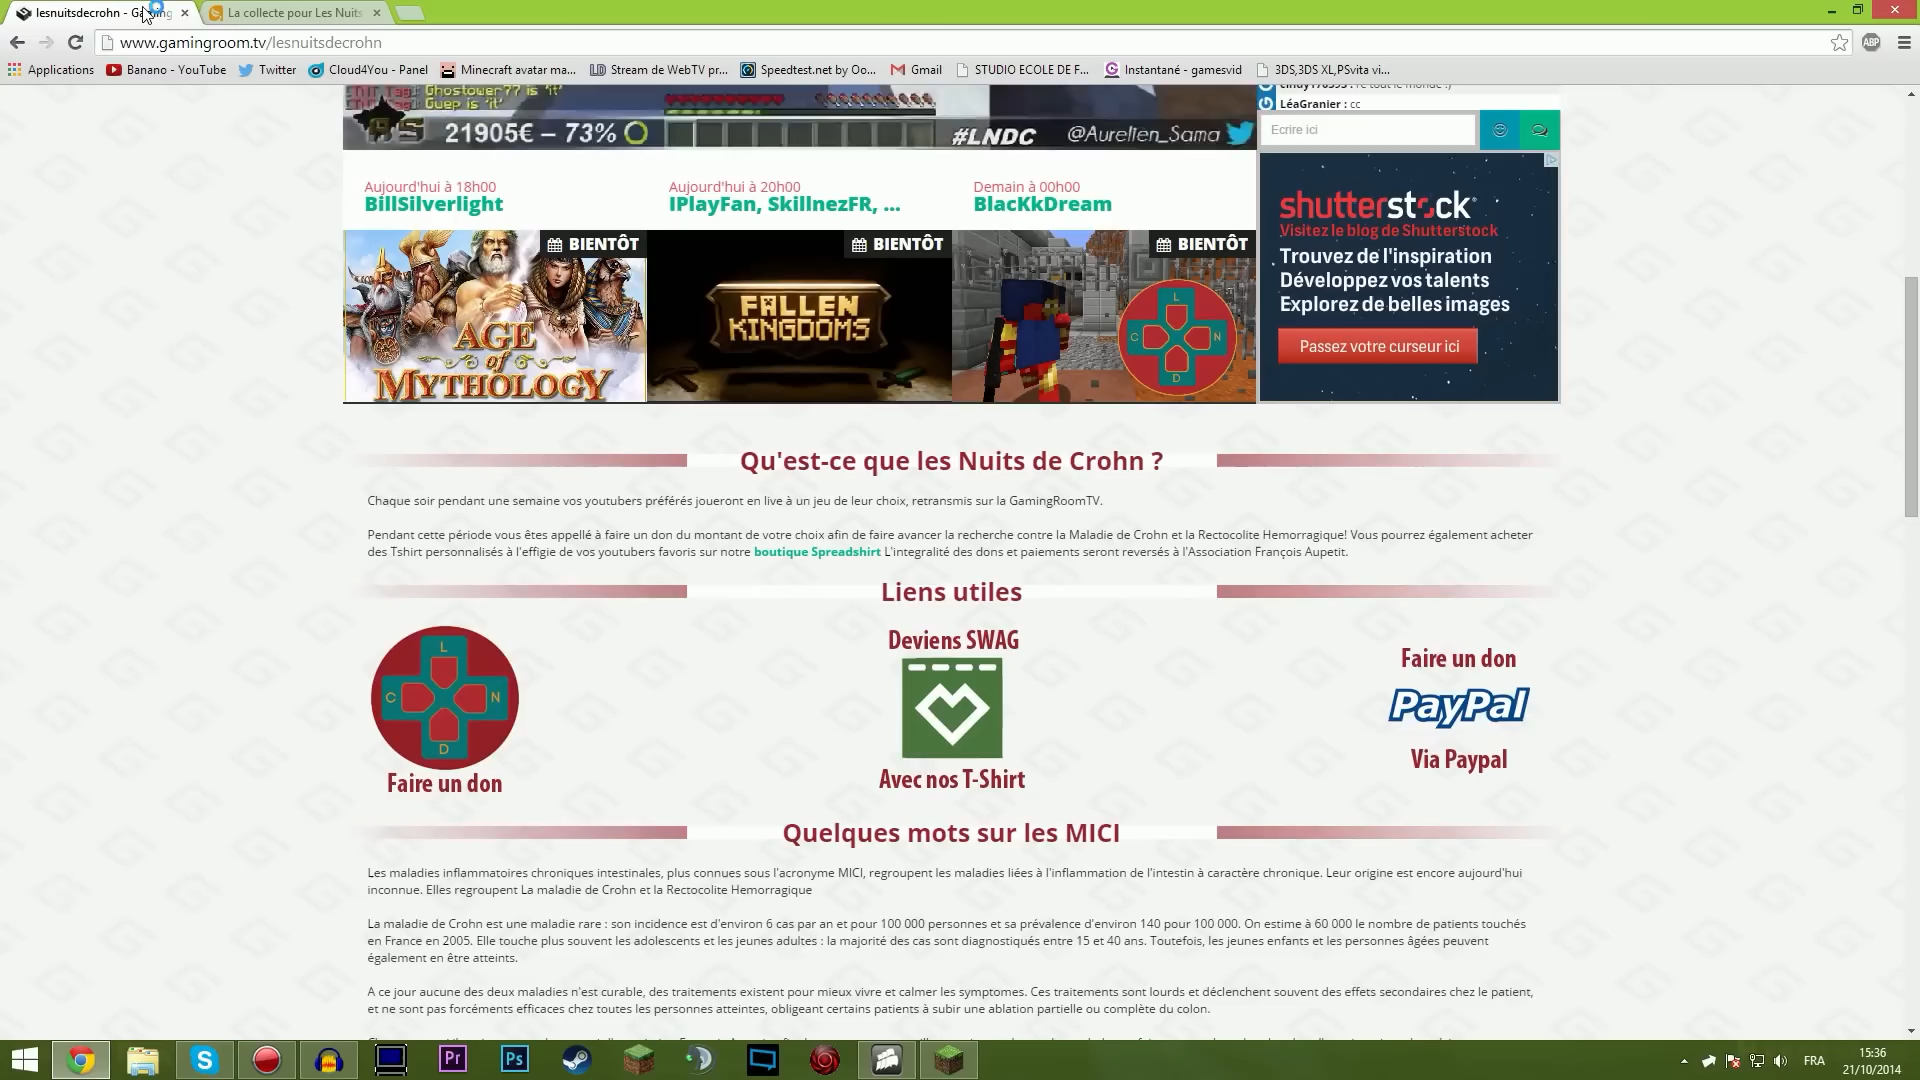 lesnuitsdecrohn - Gaming
La collecte pour Les Nuits
www.gamingroom.tv/lesnuitsdecrohn
ABP
Applications
Banano - YouTube
Twitter
Cloud4You - Panel
Minecraft avatar ma...
Stream de WebTV pr...
Speedtest.net by Oo...
Gmail
STUDIO ECOLE DE F...
Instantané - gamesvid
3DS,3DS XL,PSvita vi...
Ghostower77 is 'it'
Guep is 'it'
21905€ – 73%
#LNDC
@Aurelien_Sama
LéaGranier : cc
Ecrire ici
Aujourd'hui à 18h00
BillSilverlight
Aujourd'hui à 20h00
IPlayFan, SkillnezFR, ...
Demain à 00h00
BlacKkDream
BIENTÔT
BIENTÔT
BIENTÔT
AGE
of
MYTHOLOGY
FALLEN
KINGDOMS
L
C N
D
shutterstock
Visitez le blog de Shutterstock
Trouvez de l'inspiration
Développez vos talents
Explorez de belles images
Passez votre curseur ici
Qu'est-ce que les Nuits de Crohn ?
Chaque soir pendant une semaine vos youtubers préférés joueront en live à un jeu de leur choix, retransmis sur la GamingRoomTV.
Pendant cette période vous êtes appellé à faire un don du montant de votre choix afin de faire avancer la recherche contre la Maladie de Crohn et la Rectocolite Hemorragique! Vous pourrez également acheter
des Tshirt personnalisés à l'effigie de vos youtubers favoris sur notre boutique Spreadshirt L'integralité des dons et paiements seront reversés à l'Association François Aupetit.
Liens utiles
L
C N
D
Faire un don
Deviens SWAG
Avec nos T-Shirt
Faire un don
PayPal
Via Paypal
Quelques mots sur les MICI
Les maladies inflammatoires chroniques intestinales, plus connues sous l'acronyme MICI, regroupent les maladies liées à l'inflammation de l'intestin à caractère chronique. Leur origine est encore aujourd'hui
inconnue. Elles regroupent La maladie de Crohn et la Rectocolite Hemorragique
La maladie de Crohn est une maladie rare : son incidence est d'environ 6 cas par an et pour 100 000 personnes et sa prévalence d'environ 140 pour 100 000. On estime à 60 000 le nombre de patients touchés
en France en 2005. Elle touche plus souvent les adolescents et les jeunes adultes : la majorité des cas sont diagnostiqués entre 15 et 40 ans. Toutefois, les jeunes enfants et les personnes âgées peuvent
également en être atteints.
A ce jour aucune des deux maladies n'est curable, des traitements existent pour mieux vivre et calmer les symptomes. Ces traitements sont lourds et déclenchent souvent des effets secondaires chez le patient,
et ne sont pas forcéments efficaces chez toutes les personnes atteintes, obligeant certains patients à subir une ablation partielle ou complète du colon.
Pr
Ps
FRA
15:36
21/10/2014